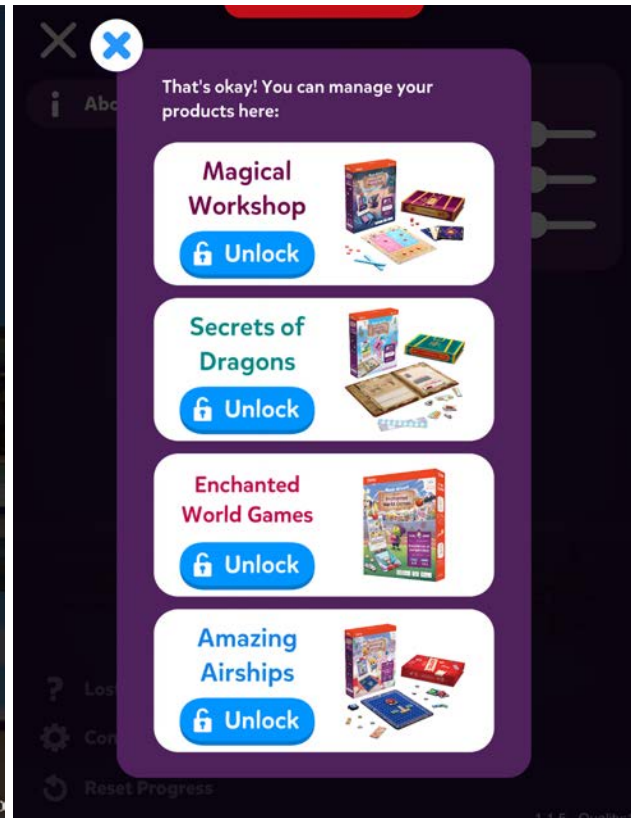 That's okay! You can manage your
products here:
Magical
Workshop
Unlock
Secrets of
Dragons
Unlock
Enchanted
World Games
Unlock
Amazing
Airships
Unlock
Reset Progress